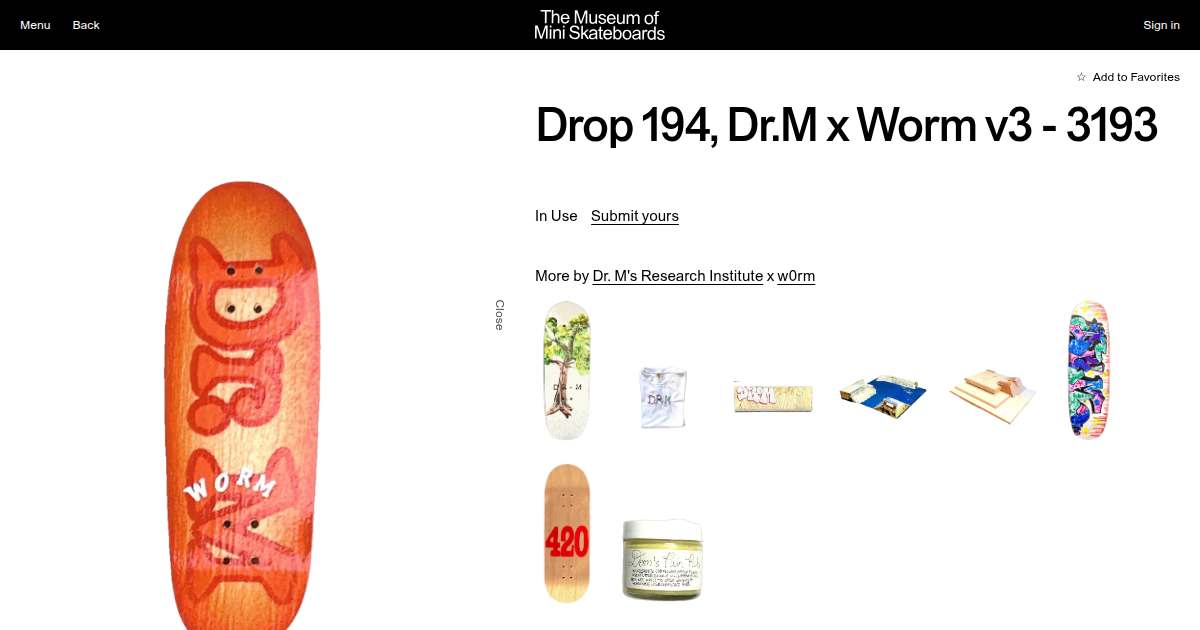 Menu
Back
The Museum of
Mini Skateboards
Sign in
☆ Add to Favorites
Drop 194, Dr.M x Worm v3 - 3193
In Use Submit yours
More by Dr. M's Research Institute x w0rm
Close
WORM
DR M
420